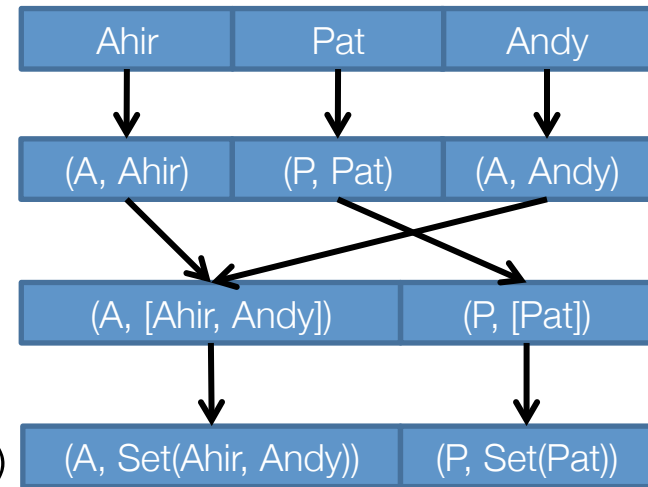 Ahir Pat Andy
(A, Ahir) (P, Pat) (A, Andy)
(A, [Ahir, Andy]) (P, [Pat])
) (A, Set(Ahir, Andy)) (P, Set(Pat))